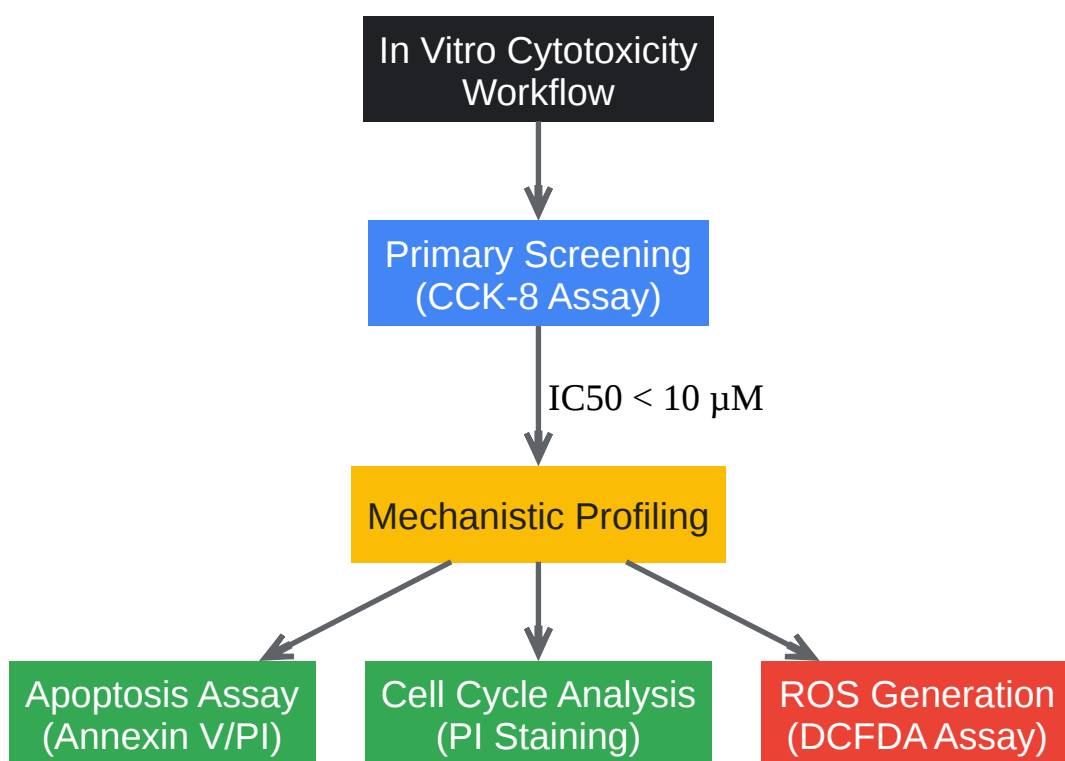 In Vitro Cytotoxicity
Workflow
Primary Screening
(CCK-8 Assay)
IC50 < 10 µM
Mechanistic Profiling
Apoptosis Assay
(Annexin V/PI)
Cell Cycle Analysis
(PI Staining)
ROS Generation
(DCFDA Assay)